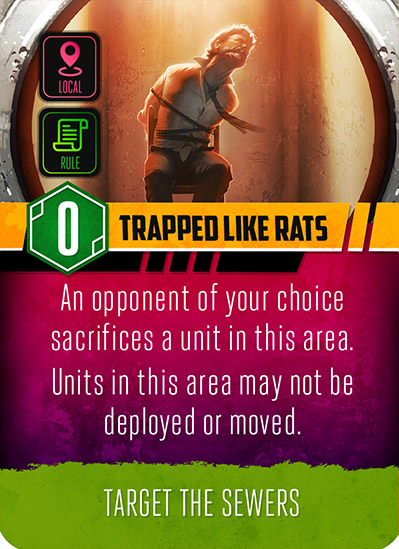 LOCAL
RULE
0
TRAPPED LIKE RATS
An opponent of your choice
sacrifices a unit in this area.
Units in this area may not be
deployed or moved.
TARGET THE SEWERS